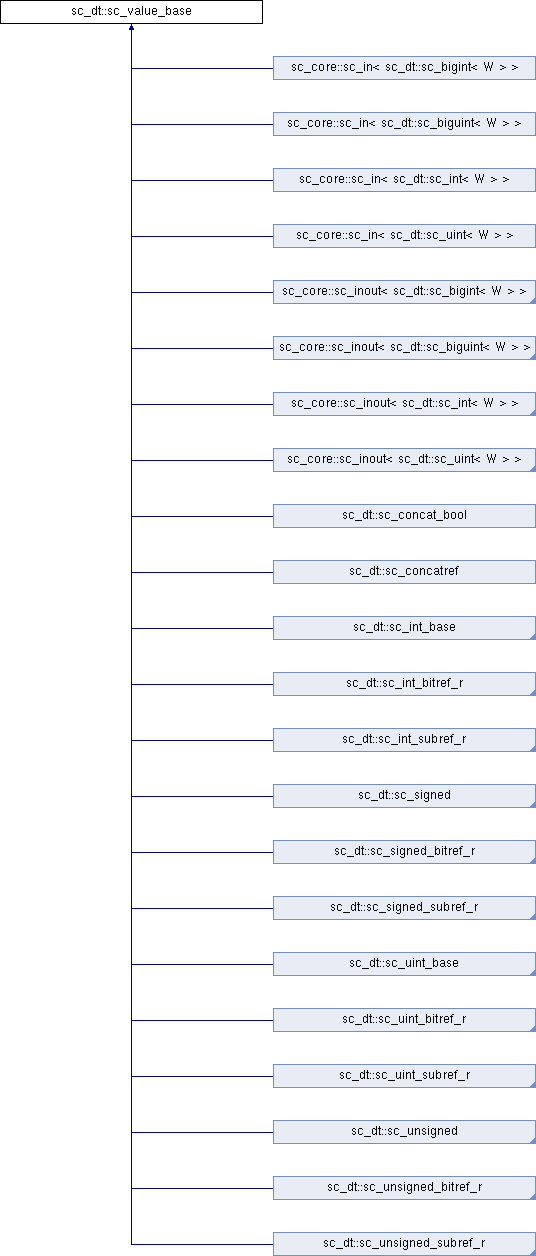 sc_dt::sc_value_base
sc_core::sc_in< sc_dt::sc_bigint< W > >
sc_core::sc_in< sc_dt::sc_biguint< W > >
sc_core::sc_in< sc_dt::sc_int< W > >
sc_core::sc_in< sc_dt::sc_uint< W > >
sc_core::sc_inout< sc_dt::sc_bigint< W > >
sc_core::sc_inout< sc_dt::sc_biguint< W > >
sc_core::sc_inout< sc_dt::sc_int< W > >
sc_core::sc_inout< sc_dt::sc_uint< W > >
sc_dt::sc_concat_bool
sc_dt::sc_concatref
sc_dt::sc_int_base
sc_dt::sc_int_bitref_r
sc_dt::sc_int_subref_r
sc_dt::sc_signed
sc_dt::sc_signed_bitref_r
sc_dt::sc_signed_subref_r
sc_dt::sc_uint_base
sc_dt::sc_uint_bitref_r
sc_dt::sc_uint_subref_r
sc_dt::sc_unsigned
sc_dt::sc_unsigned_bitref_r
sc_dt::sc_unsigned_subref_r